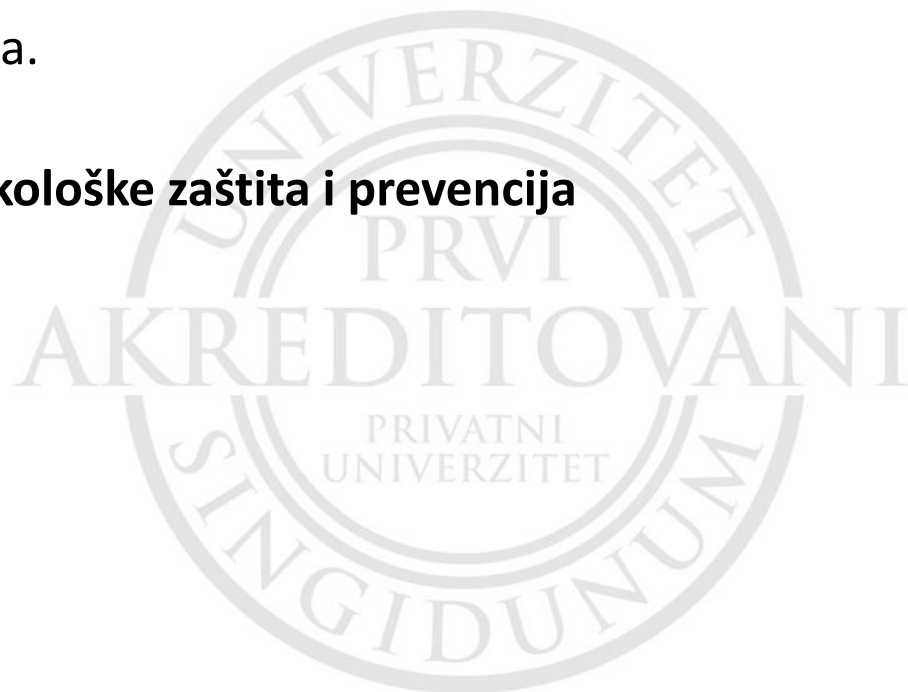 a.
kološke zaštita i prevencija
UNIVERZITET
PRVI
AKREDITOVANI
PRIVATNI
UNIVERZITET
SINGIDUNUM